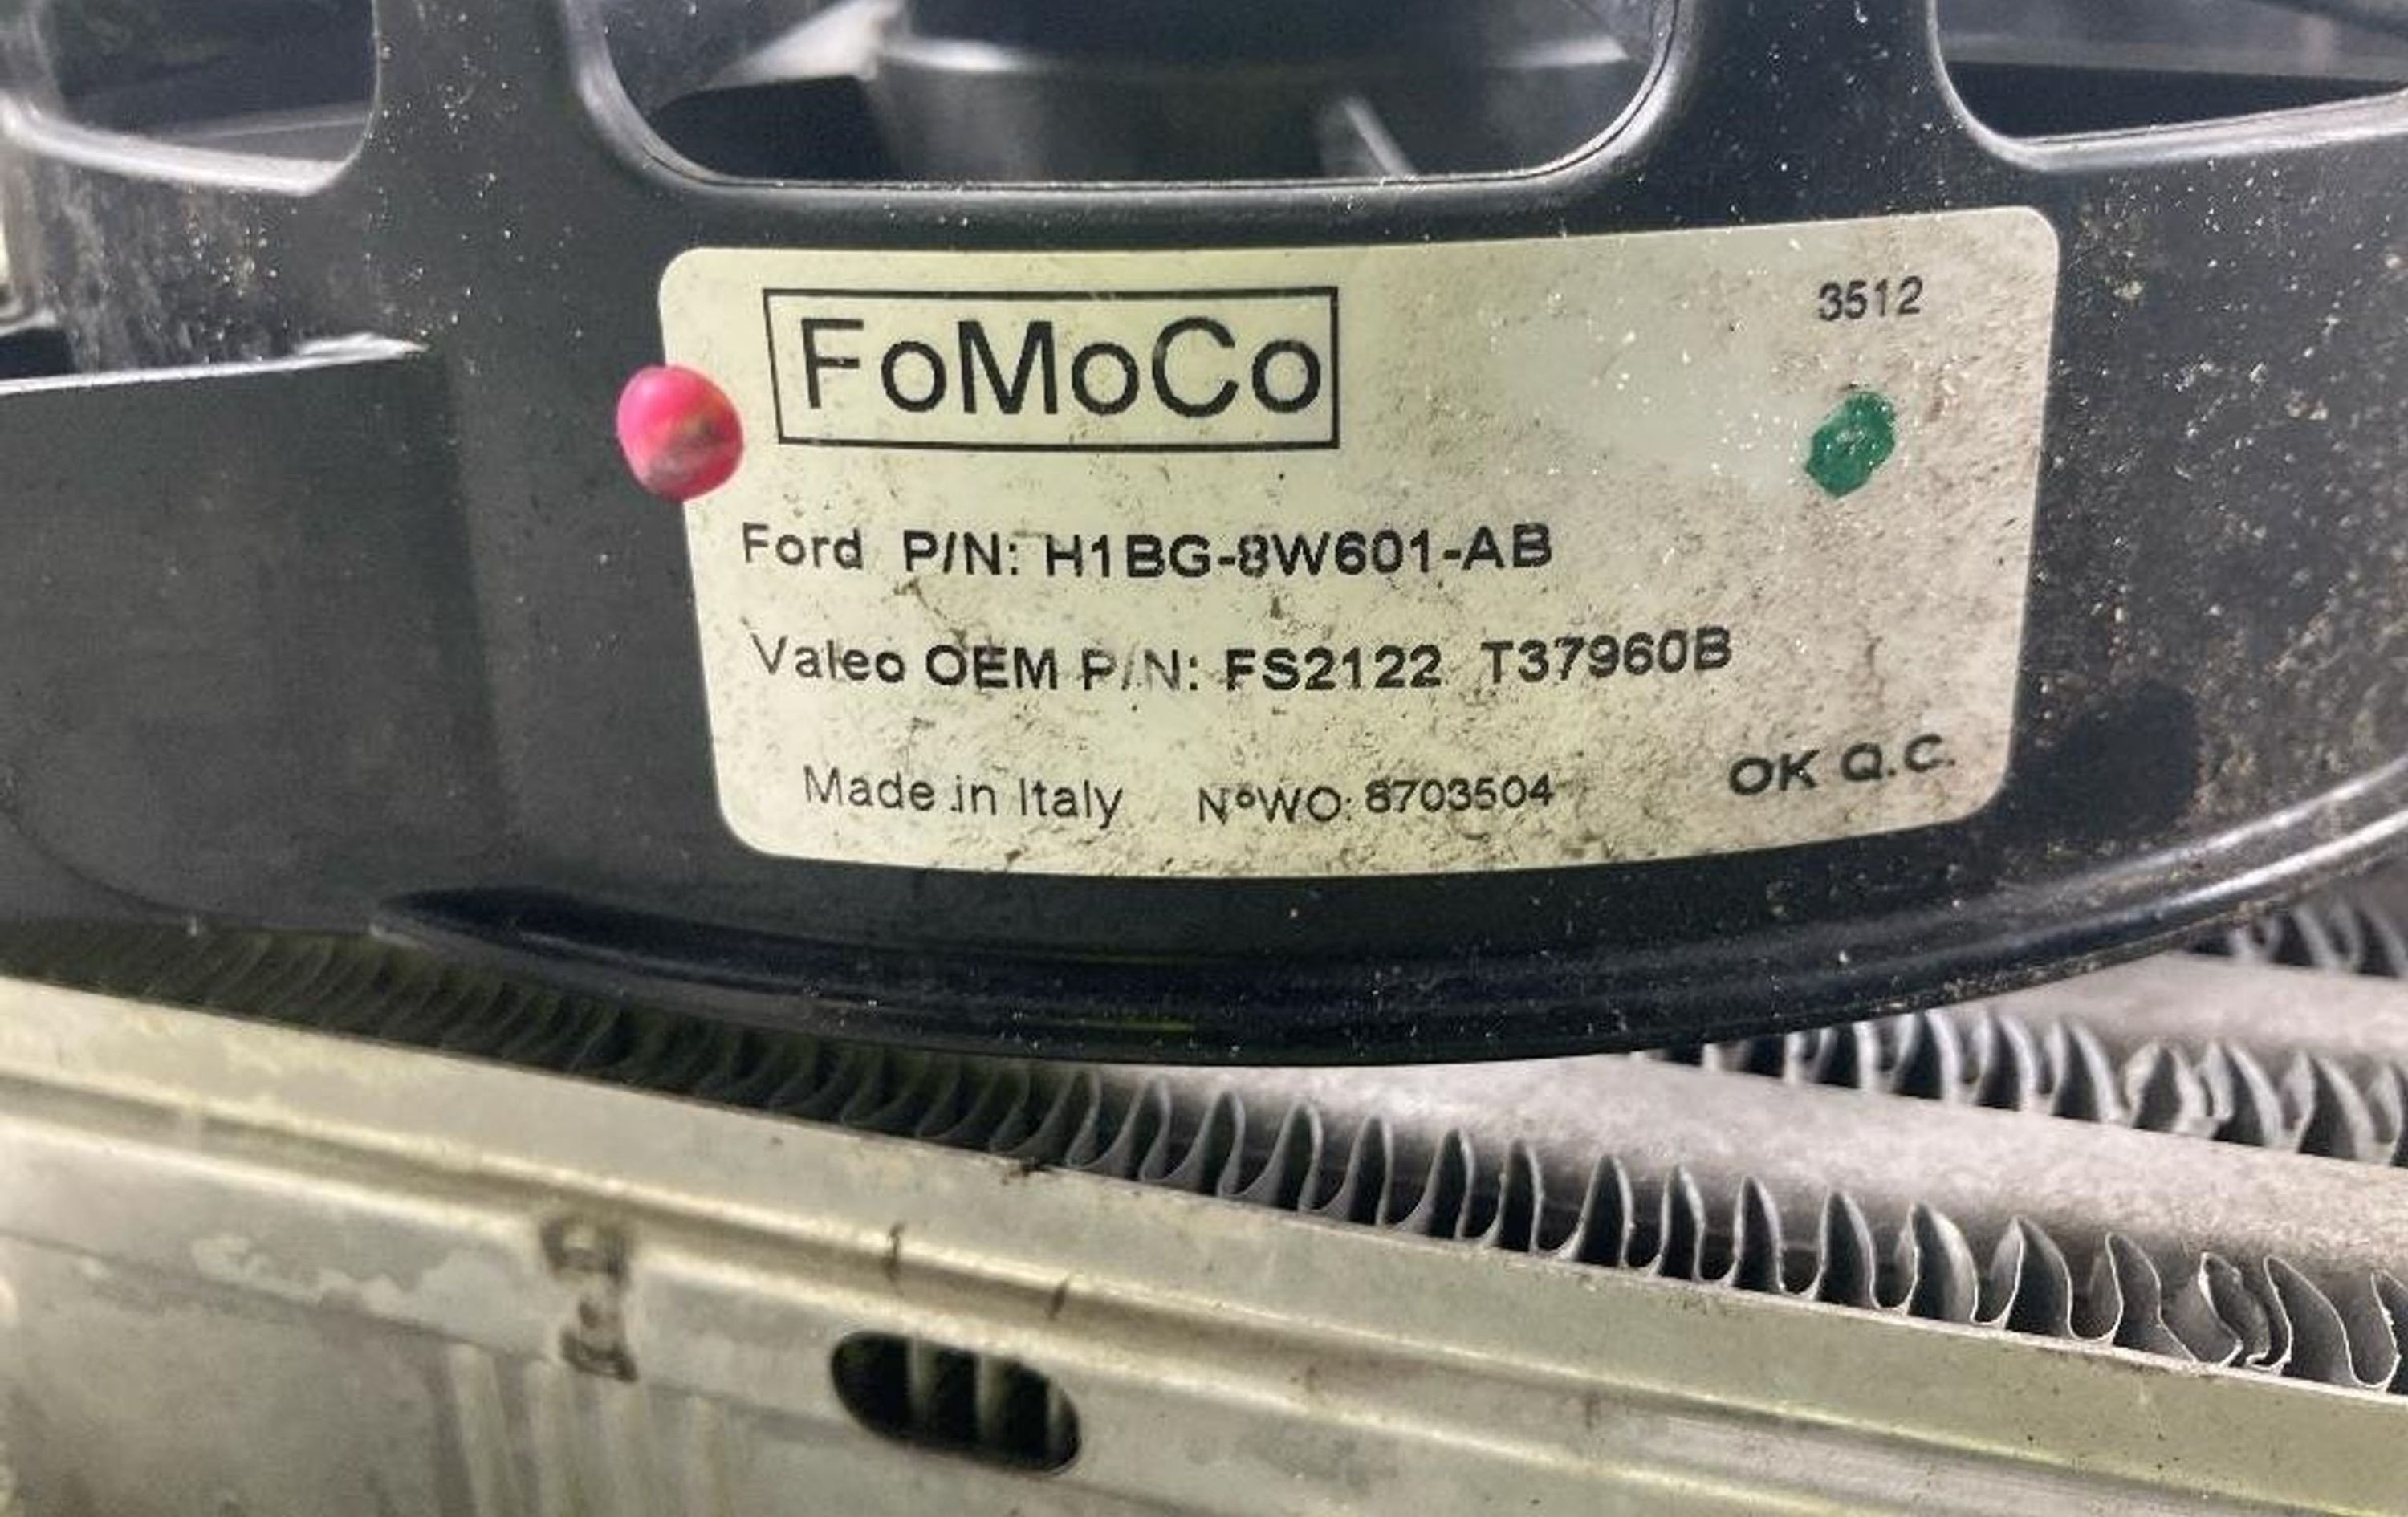 3512
FoMoCo
Ford P/N: H1BG-8W601-AB
Valeo OEM P/N: FS2122 T37960B
Made in Italy N°WO: 8703504 OK Q.C.